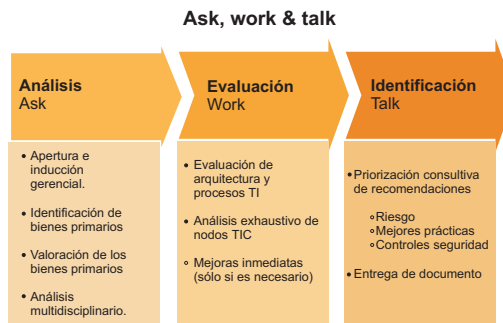 Ask, work & talk
Análisis
Ask
• Apertura e
inducción
gerencial.
• Identificación de
bienes primarios
• Valoración de los
bienes primarios
• Análisis
multidisciplinario.
Evaluación
Work
• Evaluación de
arquitectura y
procesos TI
• Análisis exhaustivo de
nodos TIC
∘ Mejoras inmediatas
(sólo si es necesario)
Identificación
Talk
• Priorización consultiva
de recomendaciones
∘ Riesgo
∘ Mejores prácticas
∘ Controles seguridad
• Entrega de documento